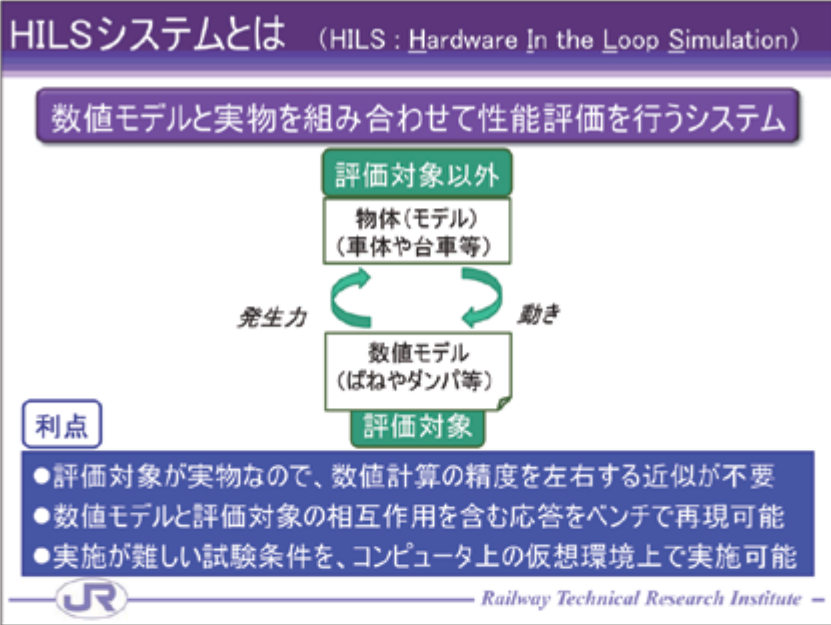 HILSシステムとは (HILS : Hardware In the Loop Simulation)
数値モデルと実物を組み合わせて性能評価を行うシステム
評価対象以外
物体(モデル)
(車体や台車等)
発生力
動き
数値モデル
(ばねやダンパ等)
評価対象
利点
●評価対象が実物なので、数値計算の精度を左右する近似が不要
●数値モデルと評価対象の相互作用を含む応答をベンチで再現可能
●実施が難しい試験条件を、コンピュータ上の仮想環境上で実施可能
JR
Railway Technical Research Institute